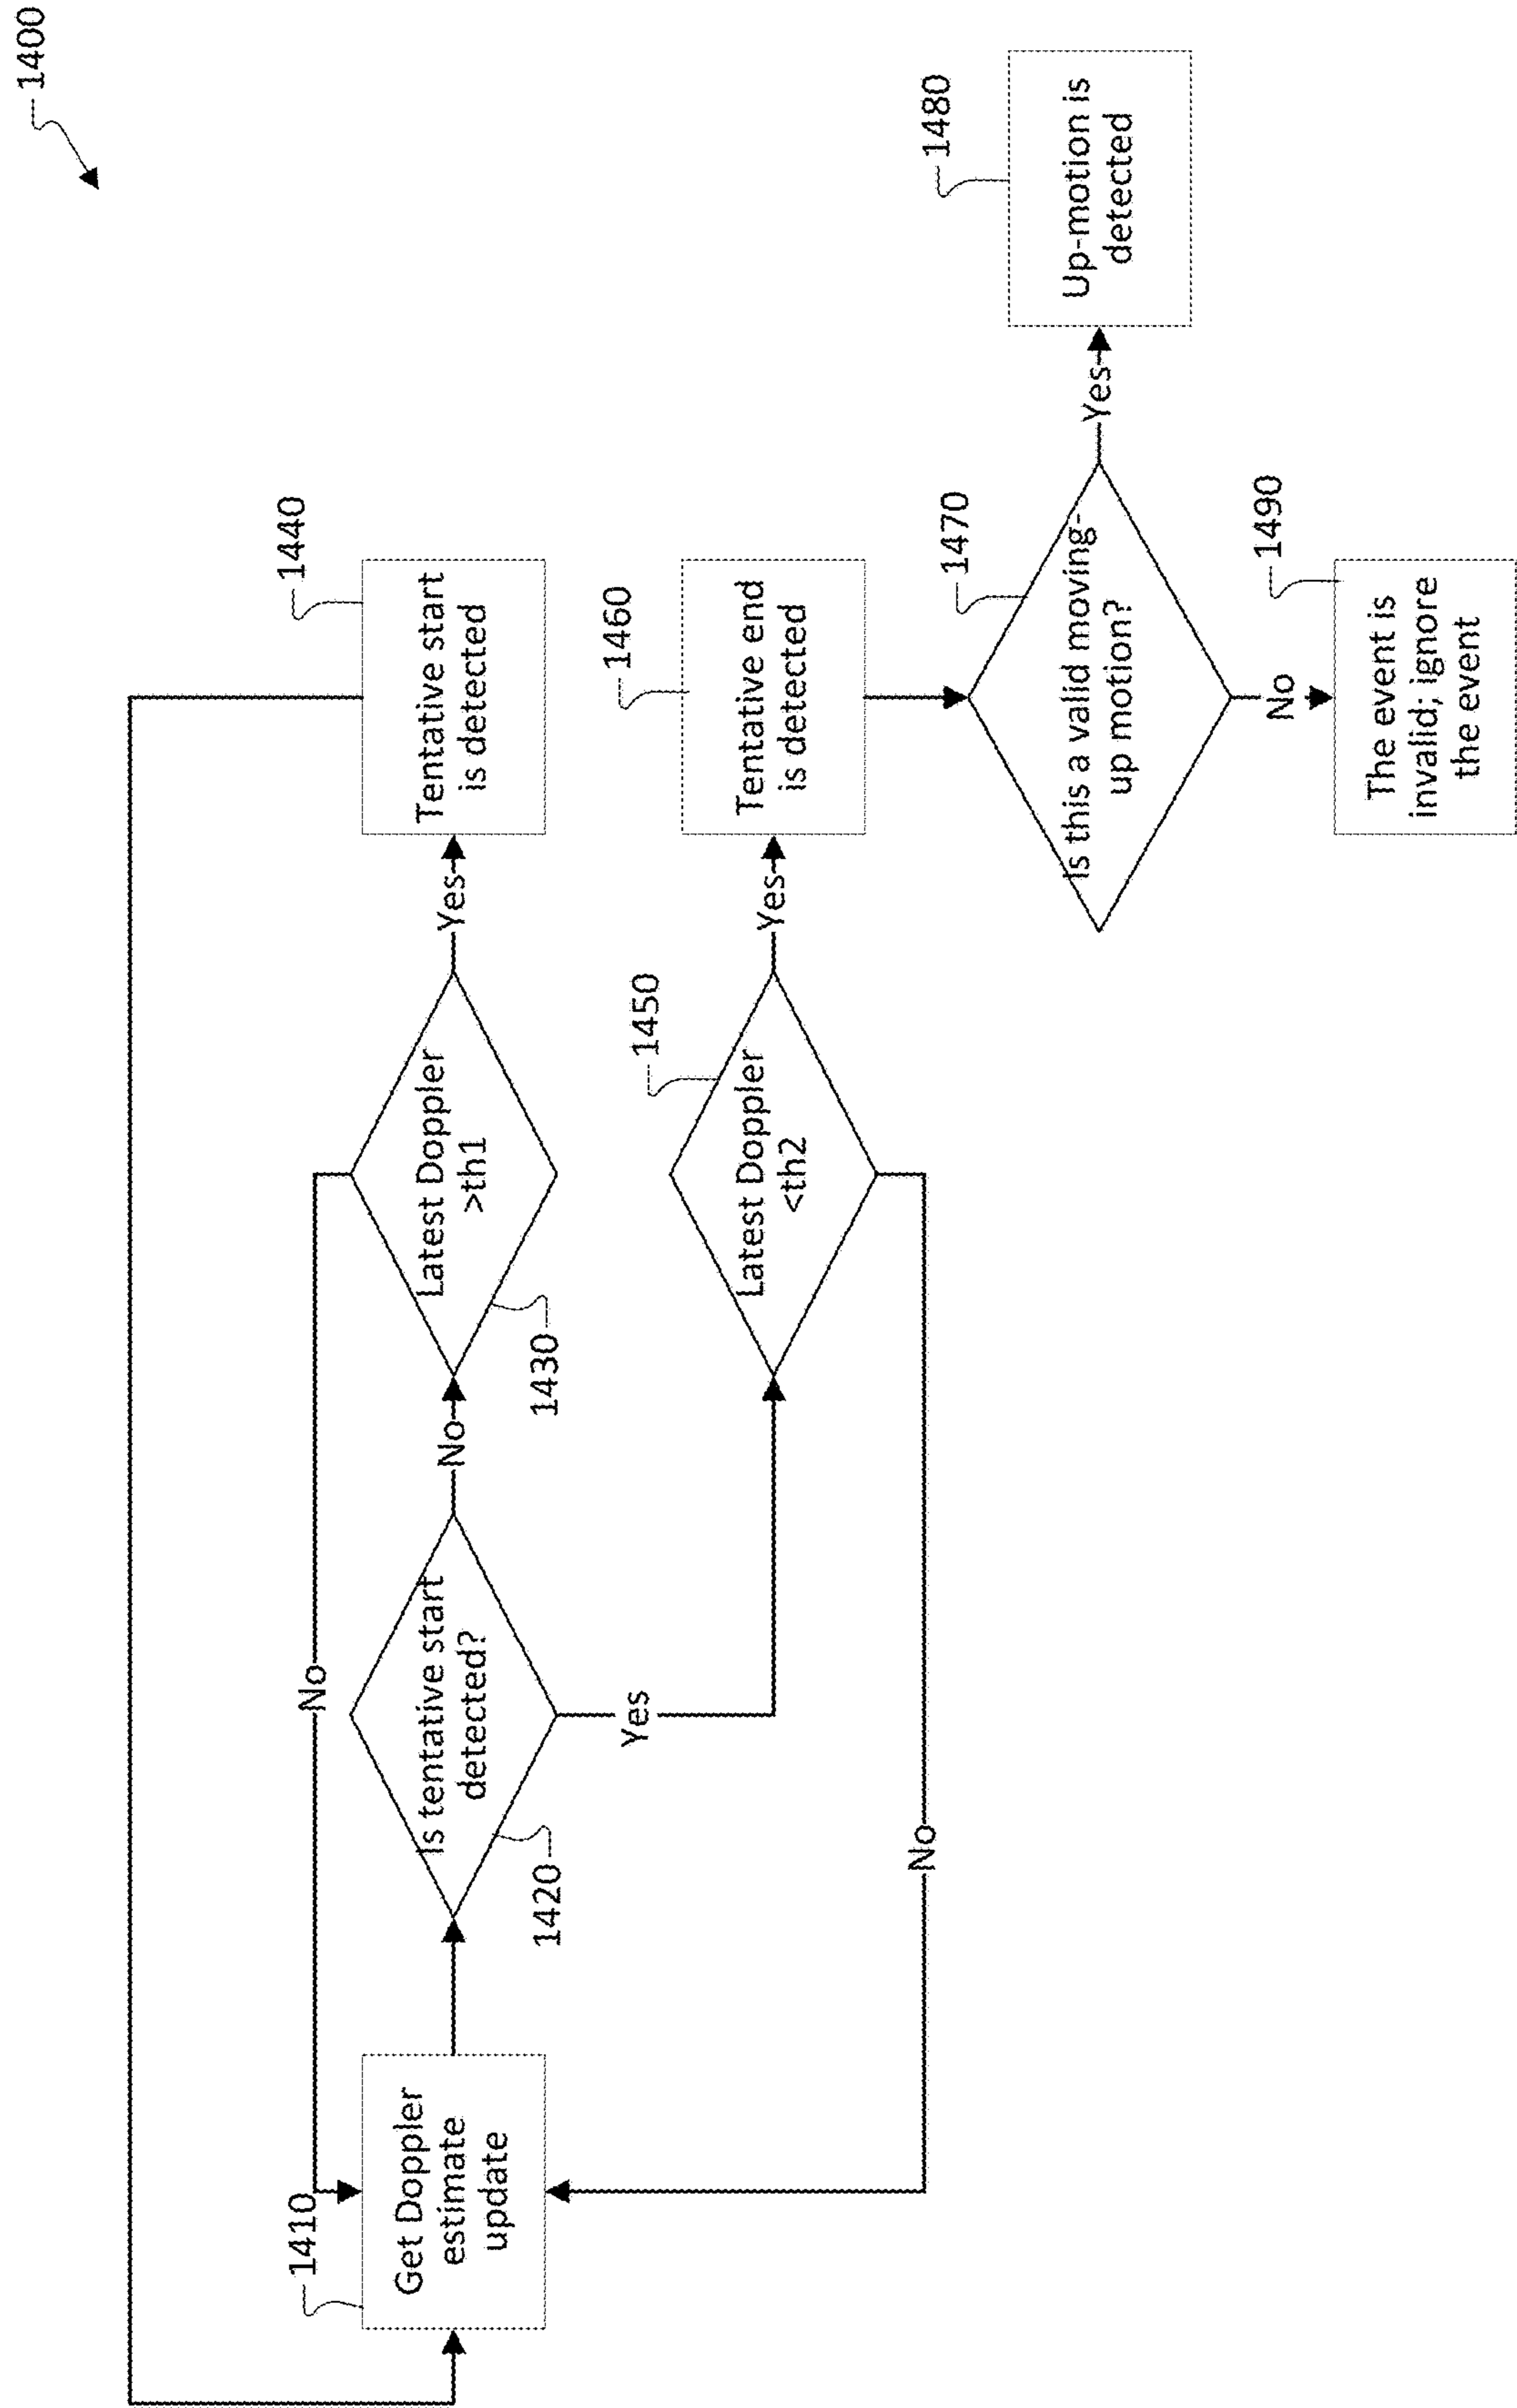 1400
1440
Tentative start
is detected
No
1410
Get Doppler
estimate
update
Is tentative start
detected?
1420
No
Latest Doppler
>th1
1430
Yes
Yes
1450
Latest Doppler
<th2
Yes
1460
Tentative end
is detected
No
1470
Is this a valid moving-
up motion?
Yes
1480
Up-motion is
detected
No
1490
The event is
invalid; ignore
the event